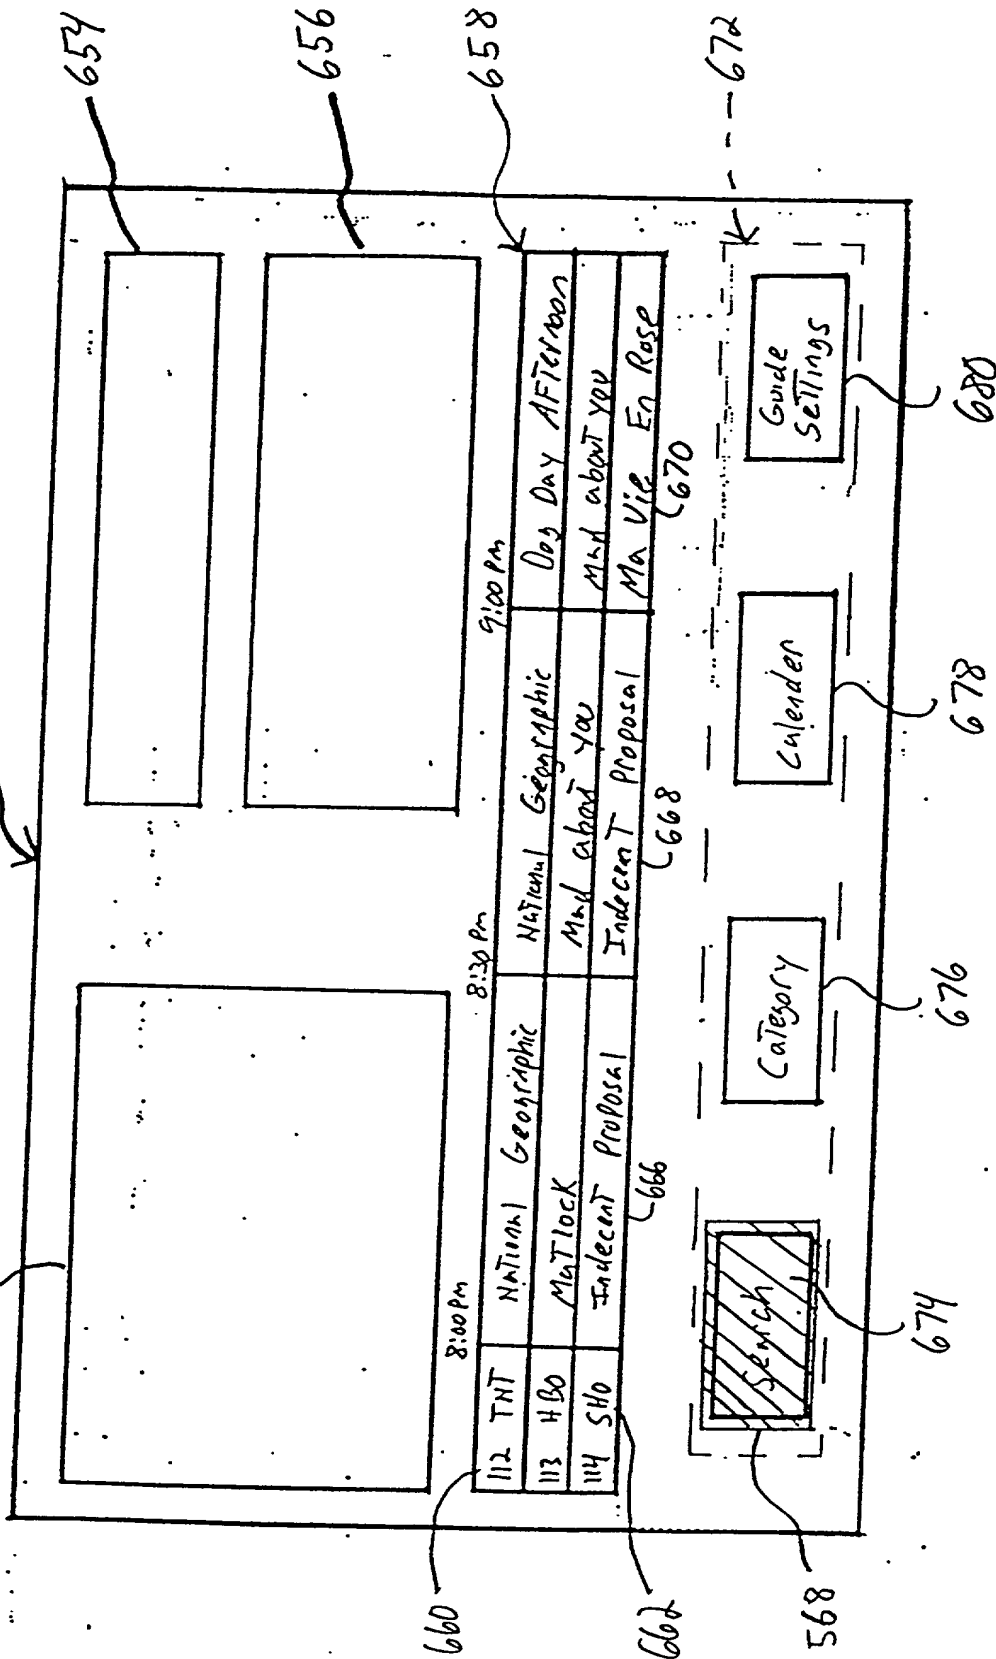 654
656
658
8:00 PM 8:30 PM 9:00 PM
660
112 TNT National Geographic National Geographic Dog Day AFTernoon
113 HBO MaTlock Mad about You Mad about You
114 SHO Indecent Proposal IndecenT Proposal Ma Vie En Rose
662 666 668 670
672
Search Category Calender Guide
SeTTings
568 674 676 678 680